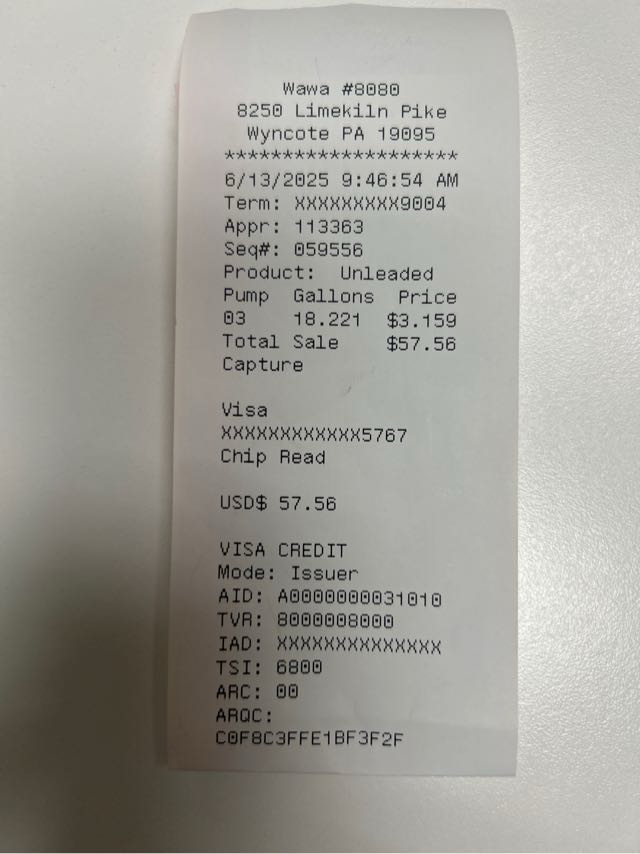 Wawa #8080
8250 Limekiln Pike
Wyncote PA 19095
********************
6/13/2025 9:46:54 AM
Term: XXXXXXXXX9004
Appr: 113363
Seq#: 059556
Product: Unleaded
Pump Gallons Price
03 18.221 $3.159
Total Sale $57.56
Capture
Visa
XXXXXXXXXXXX5767
Chip Read
USD$ 57.56
VISA CREDIT
Mode: Issuer
AID: A0000000031010
TVR: 8000008000
IAD: XXXXXXXXXXXXXX
TSI: 6800
ARC: 00
ARQC:
C0F8C3FFE1BF3F2F